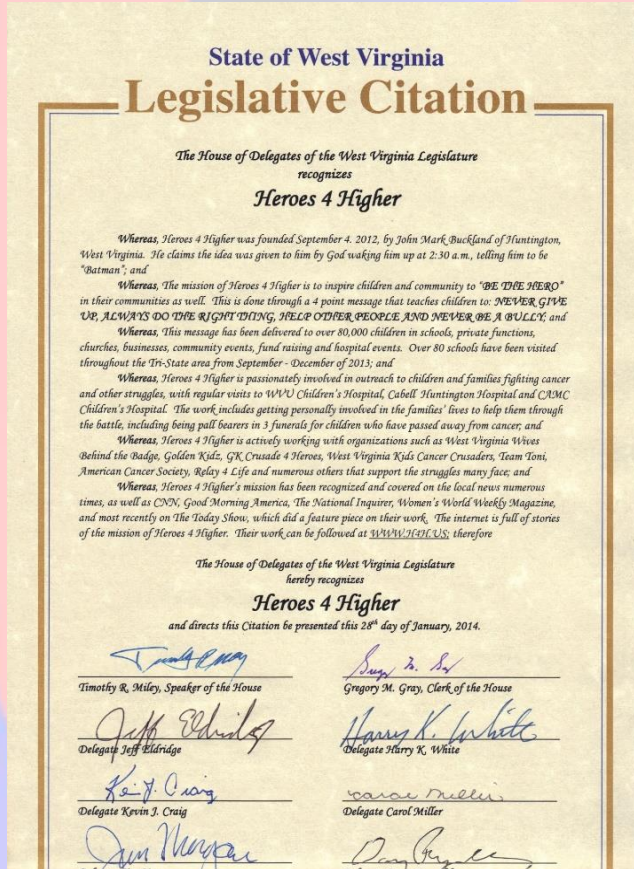 State of West Virginia
Legislative Citation
The House of Delegates of the West Virginia Legislature
recognizes
Heroes 4 Higher
Whereas, Heroes 4 Higher was founded September 4. 2012, by John Mark Buckland of Huntington,
West Virginia. He claims the idea was given to him by God waking him up at 2:30 a.m., telling him to be
"Batman"; and
Whereas, The mission of Heroes 4 Higher is to inspire children and community to "BE THE HERO"
in their communities as well. This is done through a 4 point message that teaches children to: NEVER GIVE
UP, ALWAYS DO THE RIGHT THING, HELP OTHER PEOPLE AND NEVER BE A BULLY; and
Whereas, This message has been delivered to over 80,000 children in schools, private functions,
churches, businesses, community events, fund raising and hospital events. Over 80 schools have been visited
throughout the Tri-State area from September - December of 2013; and
Whereas, Heroes 4 Higher is passionately involved in outreach to children and families fighting cancer
and other struggles, with regular visits to WVU Children's Hospital, Cabell Huntington Hospital and CAMC
Children's Hospital. The work includes getting personally involved in the families' lives to help them through
the battle, including being pall bearers in 3 funerals for children who have passed away from cancer; and
Whereas, Heroes 4 Higher is actively working with organizations such as West Virginia Wives
Behind the Badge, Golden Kidz, GK Crusade 4 Heroes, West Virginia Kids Cancer Crusaders, Team Toni,
American Cancer Society, Relay 4 Life and numerous others that support the struggles many face; and
Whereas, Heroes 4 Higher's mission has been recognized and covered on the local news numerous
times, as well as CNN, Good Morning America, The National Inquirer, Women's World Weekly Magazine,
and most recently on The Today Show, which did a feature piece on their work. The internet is full of stories
of the mission of Heroes 4 Higher. Their work can be followed at WWW.H4H.US; therefore
The House of Delegates of the West Virginia Legislature
hereby recognizes
Heroes 4 Higher
and directs this Citation be presented this 28th day of January, 2014.
Timothy R. Miley, Speaker of the House
Gregory M. Gray, Clerk of the House
Jeff Eldridge
Harry K. White
Delegate Jeff Eldridge
Delegate Harry K. White
Kevin J. Craig
Carol Miller
Delegate Kevin J. Craig
Delegate Carol Miller
Jim Morgan